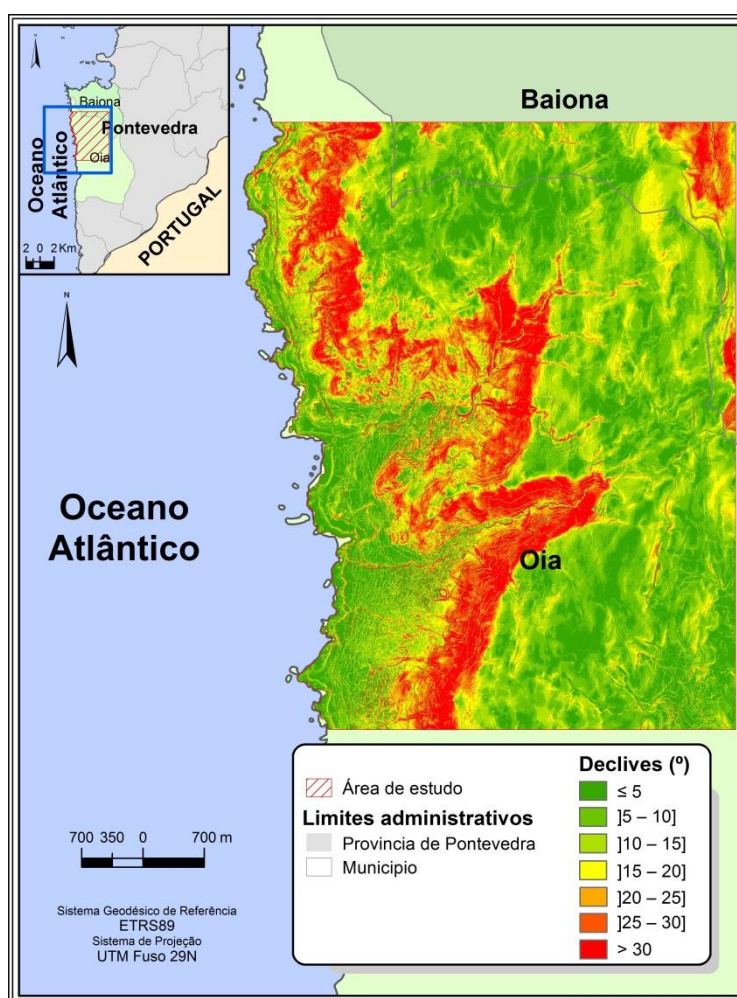 Baiona
Pontevedra
Oia
Oceano
Atlântico
PORTUGAL
2 0 2 Km
N
Baiona
Oceano
Atlântico
Oia
700 350 0 700 m
Sistema Geodésico de Referência
ETRS89
Sistema de Projeção
UTM Fuso 29N
Área de estudo
Limites administrativos
Provincia de Pontevedra
Municipio
Declives (º)
≤ 5
]5 – 10]
]10 – 15]
]15 – 20]
]20 – 25]
]25 – 30]
> 30